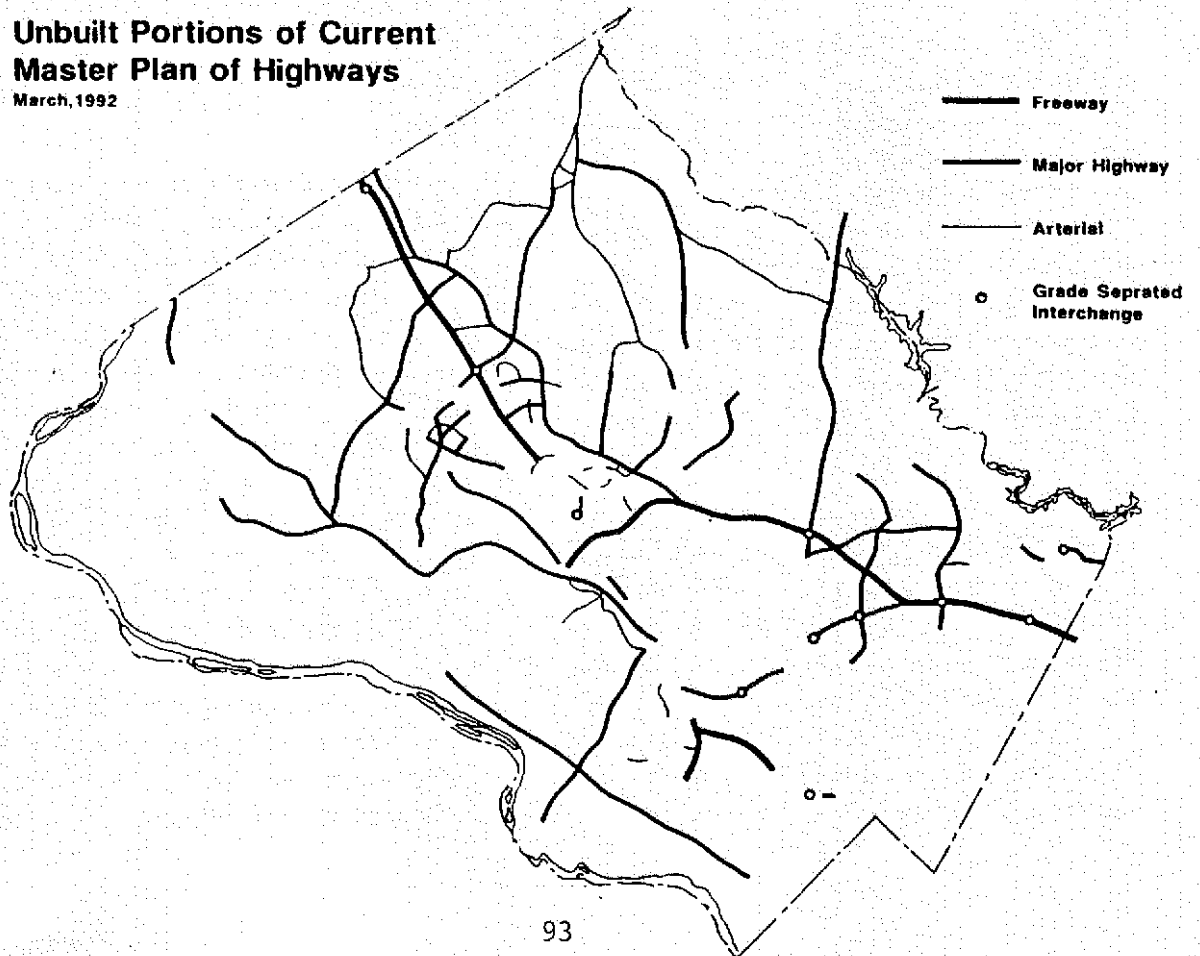 Unbuilt Portions of Current
Master Plan of Highways
March, 1992
Freeway
Major Highway
Arterial
Grade Seprated
Interchange
93